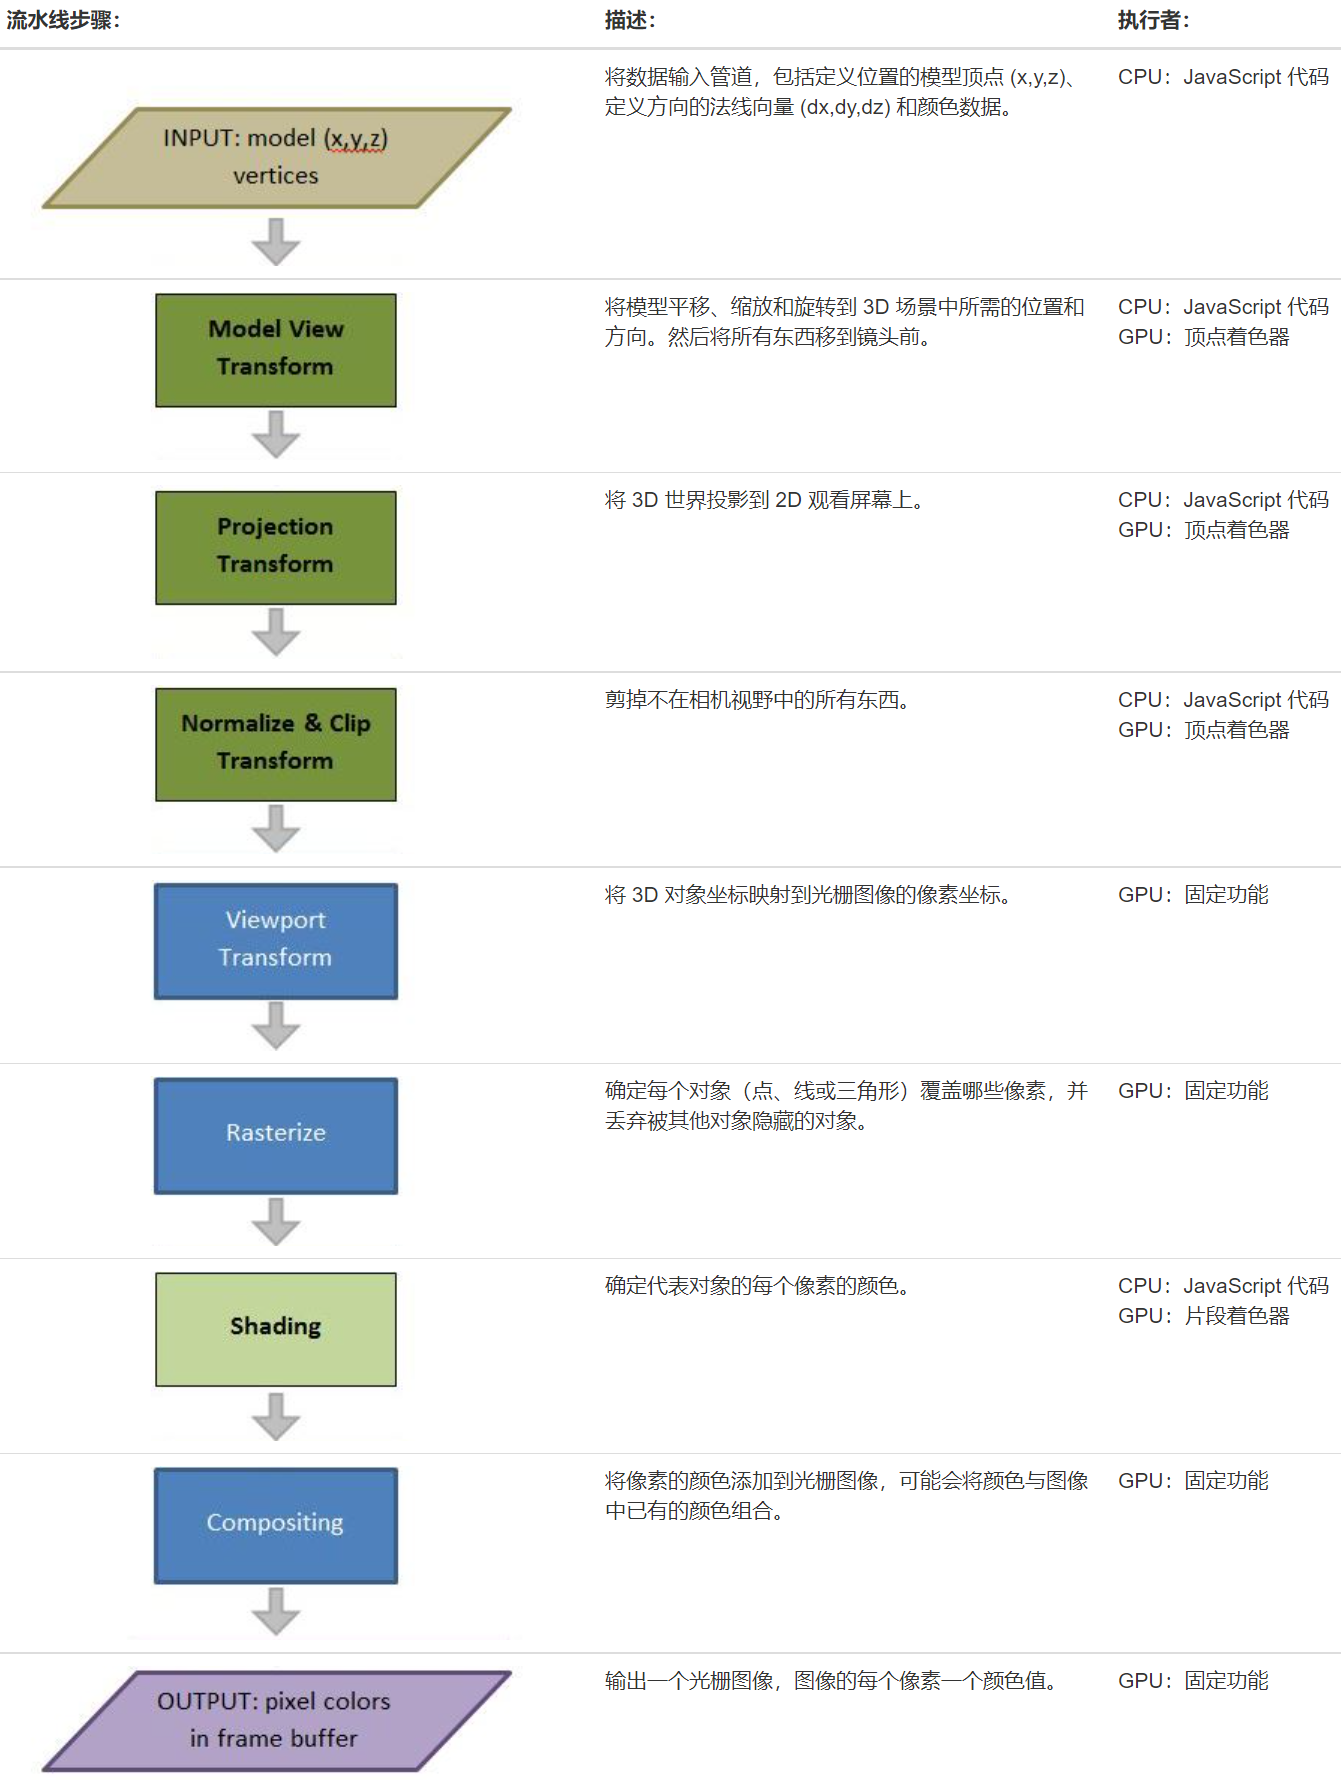 流水线步骤：
描述：
执行者：
INPUT: model (x,y,z)
vertices
将数据输入管道，包括定义位置的模型顶点 (x,y,z)、
定义方向的法线向量 (dx,dy,dz) 和颜色数据。
CPU：JavaScript 代码
Model View
Transform
将模型平移、缩放和旋转到 3D 场景中所需的位置和
方向。然后将所有东西移到镜头前。
CPU：JavaScript 代码
GPU：顶点着色器
Projection
Transform
将 3D 世界投影到 2D 观看屏幕上。
CPU：JavaScript 代码
GPU：顶点着色器
Normalize & Clip
Transform
剪掉不在相机视野中的所有东西。
CPU：JavaScript 代码
GPU：顶点着色器
Viewport
Transform
将 3D 对象坐标映射到光栅图像的像素坐标。
GPU：固定功能
Rasterize
确定每个对象（点、线或三角形）覆盖哪些像素，并
丢弃被其他对象隐藏的对象。
GPU：固定功能
Shading
确定代表对象的每个像素的颜色。
CPU：JavaScript 代码
GPU：片段着色器
Compositing
将像素的颜色添加到光栅图像，可能会将颜色与图像
中已有的颜色组合。
GPU：固定功能
OUTPUT: pixel colors
in frame buffer
输出一个光栅图像，图像的每个像素一个颜色值。
GPU：固定功能